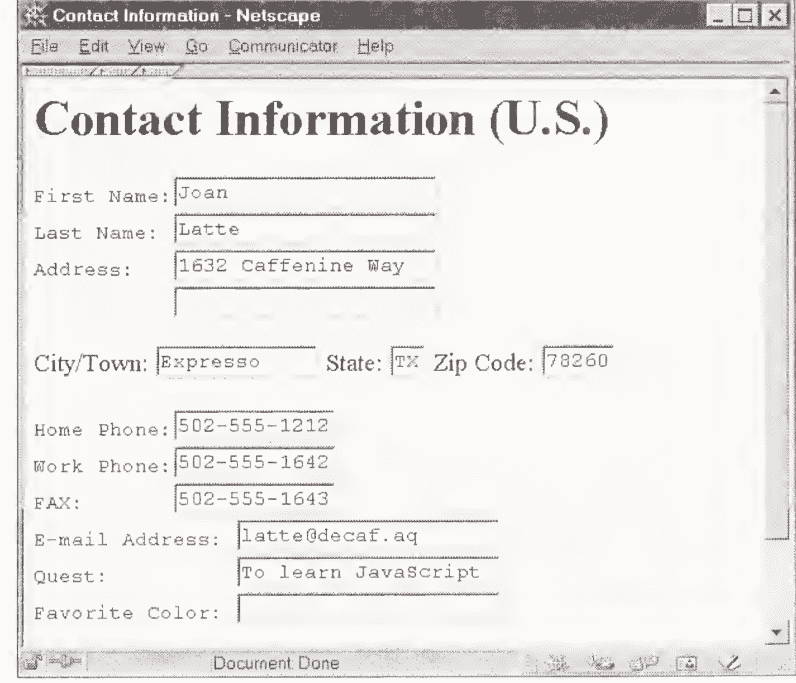 Contact Information - Netscape
File Edit View Go Communicator Help
Contact Information (U.S.)
First Name: Joan
Last Name: Latte
Address: 1632 Caffenine Way
City/Town: Expresso State: TX Zip Code: 78260
Home Phone: 502-555-1212
Work Phone: 502-555-1642
FAX: 502-555-1643
E-mail Address: latte@decaf.aq
Quest: To learn JavaScript
Favorite Color:
Document Done